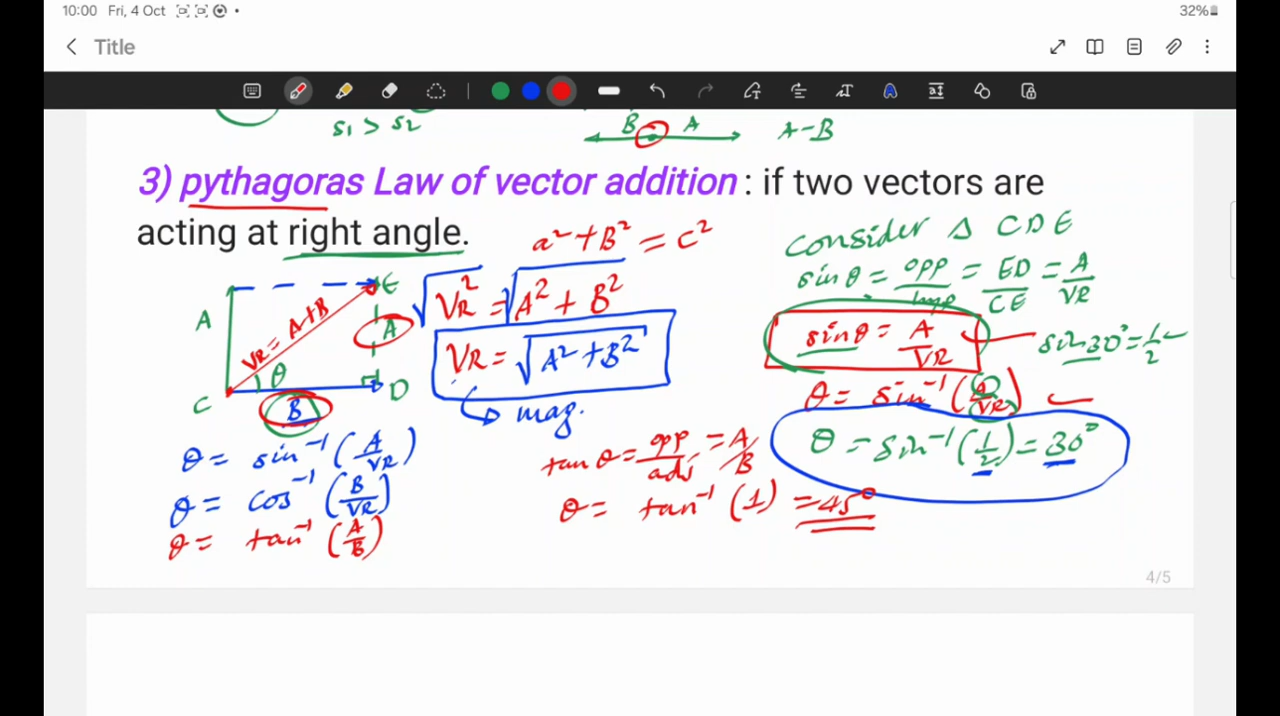 10:00 Fri, 4 Oct
32%
Title
S1 > S2
B A
A-B
3) pythagoras Law of vector addition : if two vectors are
acting at right angle.
a² + B² = c²
VR² = A² + B²
VR = √A² + B²
mag.
A
E
VR = A+B
A
θ
C
B
D
θ = sin⁻¹ (A/VR)
θ = cos⁻¹ (B/VR)
θ = tan⁻¹ (A/B)
tan θ = opp/adj = A/B
θ = tan⁻¹ (1) = 45°
consider Δ CDE
sin θ = opp/hyp = ED/CE = A/VR
sin θ = A/VR
sin 30° = 1/2
θ = sin⁻¹ (A/VR)
θ = sin⁻¹ (1/2) = 30°
4/5